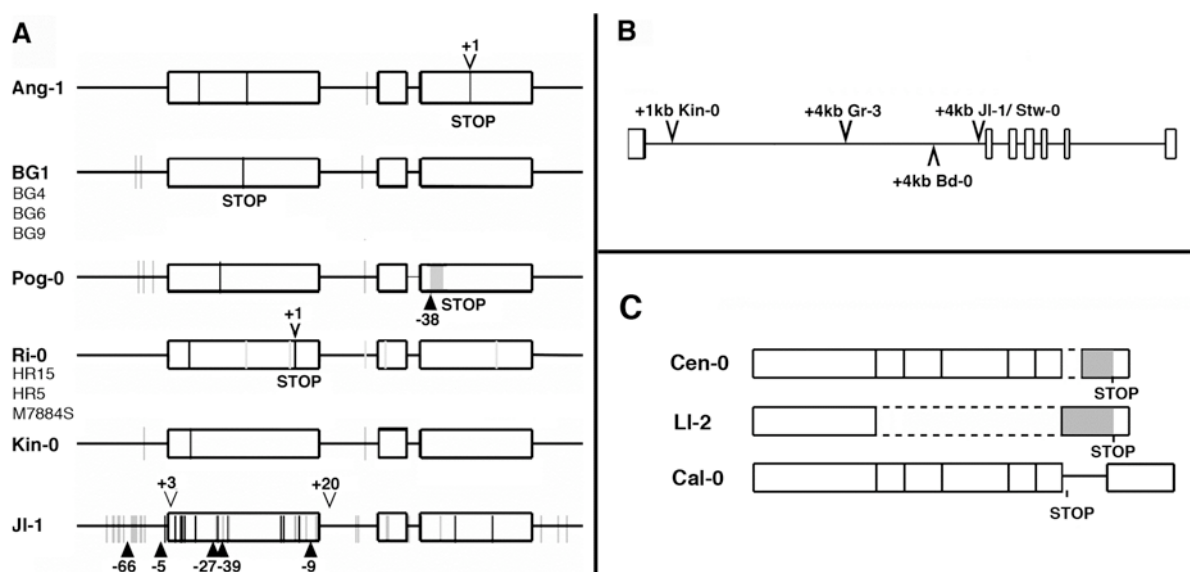 A
+1
Ang-1
STOP
BG1
STOP
BG4
BG6
BG9
Pog-0
STOP
-38
+1
Ri-0
STOP
HR15
HR5
M7884S
Kin-0
+3 +20
Jl-1
-66 -5 -27 -39 -9
B
+1kb Kin-0 +4kb Gr-3 +4kb Jl-1/ Stw-0
+4kb Bd-0
C
Cen-0
STOP
Ll-2
STOP
Cal-0
STOP